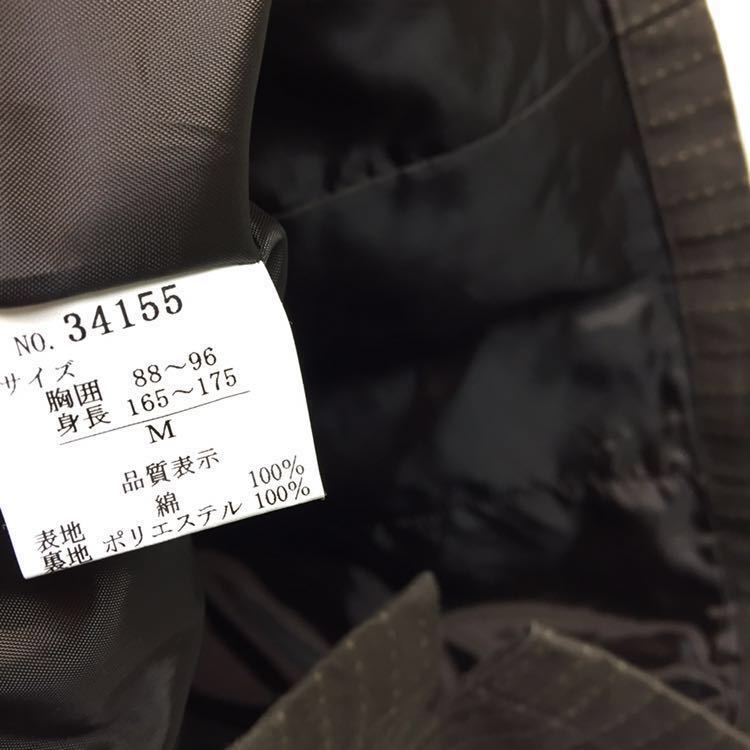 NO. 34155
サイズ
胸囲 88〜96
身長 165〜175
M
品質表示
表地 綿 100%
裏地 ポリエステル 100%